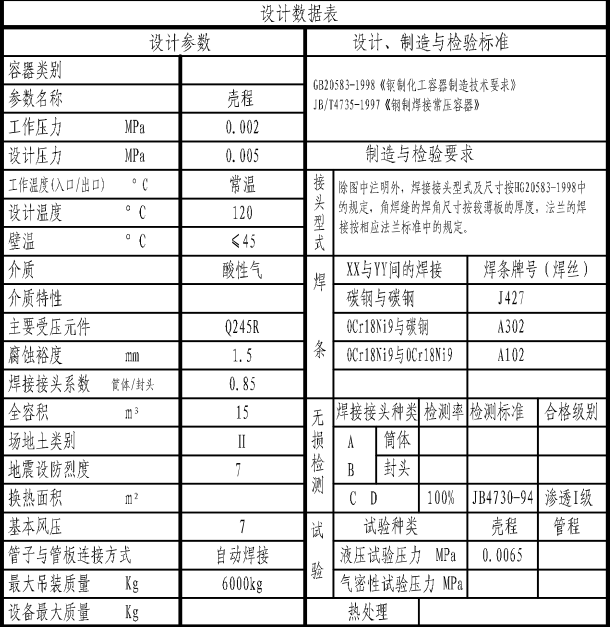 设计数据表
设计参数
设计、制造与检验标准
容器类别
参数名称 壳程
工作压力 MPa 0.002
设计压力 MPa 0.005
工作温度(入口/出口) °C 常温
设计温度 °C 120
壁温 °C ≤45
介质 酸性气
介质特性
主要受压元件 Q245R
腐蚀裕度 mm 1.5
焊接接头系数 筒体/封头 0.85
全容积 m³ 15
场地土类别 II
地震设防烈度 7
换热面积 m²
基本风压 7
管子与管板连接方式 自动焊接
最大吊装质量 Kg 6000kg
设备最大质量 Kg
GB20583-1998《钢制化工容器制造技术要求》
JB/T4735-1997《钢制焊接常压容器》
制造与检验要求
接头型式
除图中注明外, 焊接接头型式及尺寸按HG20583-1998中
的规定, 角焊缝的焊角尺寸按较薄板的厚度, 法兰的焊
接按相应法兰标准中的规定。
焊条
XX与YY间的焊接 焊条牌号(焊丝)
碳钢与碳钢 J427
0Cr18Ni9与碳钢 A302
0Cr18Ni9与0Cr18Ni9 A102
无损检测
焊接接头种类 检测率 检测标准 合格级别
A 筒体
B 封头
C D 100% JB4730-94 渗透I级
试验
试验种类 壳程 管程
液压试验压力 MPa 0.0065
气密性试验压力 MPa
热处理